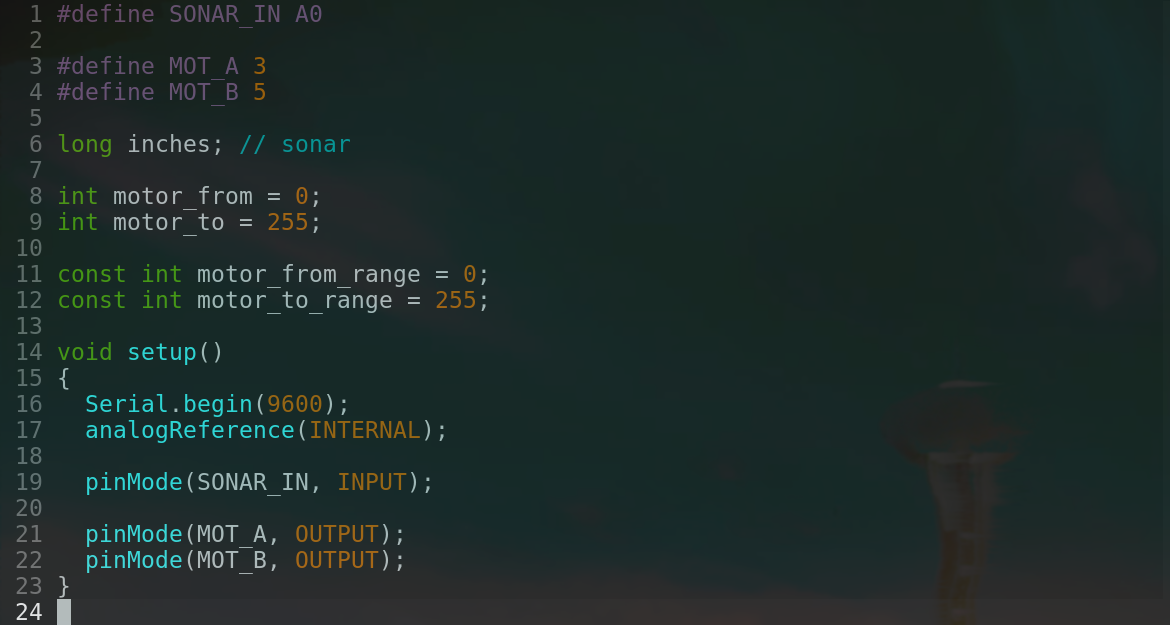 1 #define SONAR_IN A0
2
3 #define MOT_A 3
4 #define MOT_B 5
5
6 long inches; // sonar
7
8 int motor_from = 0;
9 int motor_to = 255;
10
11 const int motor_from_range = 0;
12 const int motor_to_range = 255;
13
14 void setup()
15 {
16   Serial.begin(9600);
17   analogReference(INTERNAL);
18
19   pinMode(SONAR_IN, INPUT);
20
21   pinMode(MOT_A, OUTPUT);
22   pinMode(MOT_B, OUTPUT);
23 }
24